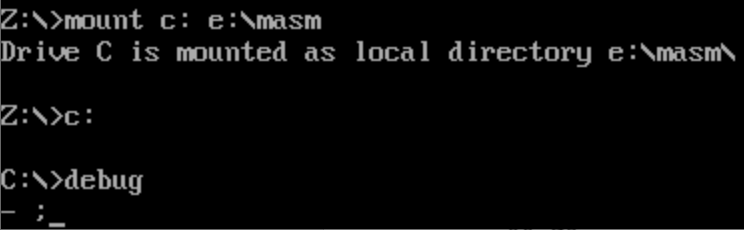 Z:\>mount c: e:\masm
Drive C is mounted as local directory e:\masm\
Z:\>c:
C:\>debug
- ;_